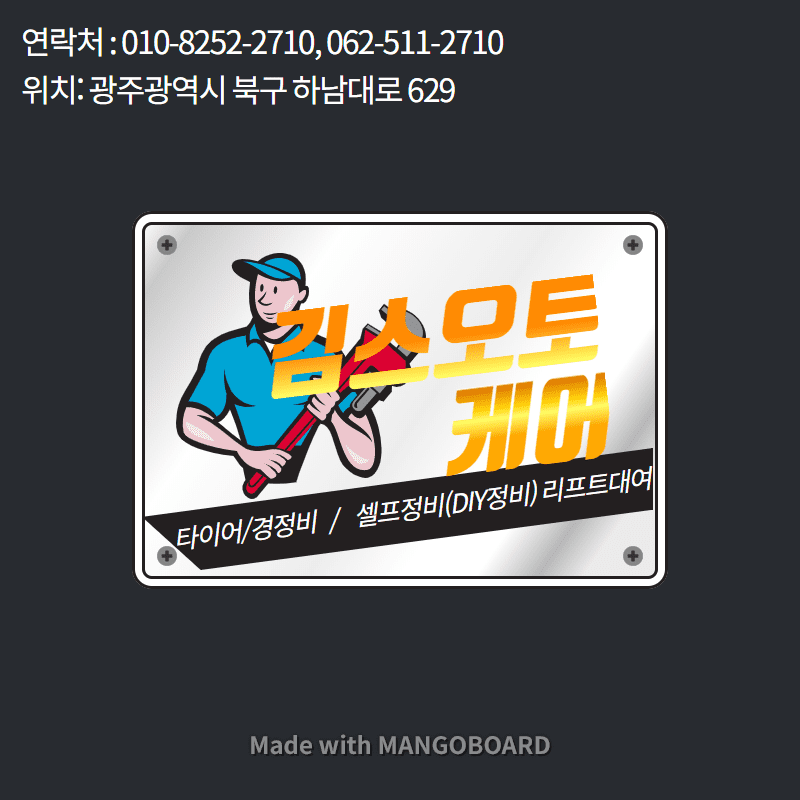 연락처 : 010-8252-2710, 062-511-2710
위치: 광주광역시 북구 하남대로 629
김스오토
케어
타이어/경정비 / 셀프정비(DIY정비) 리프트대여
Made with MANGOBOARD